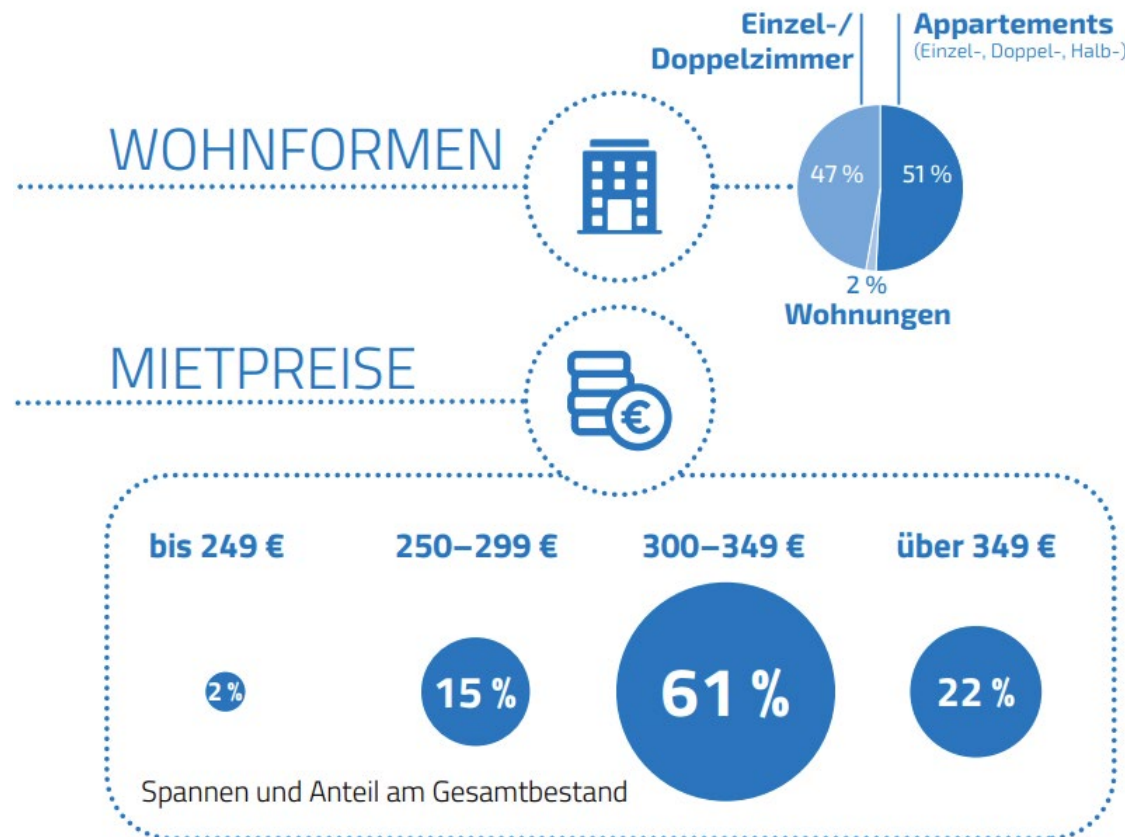 Einzel-/
Doppelzimmer
Appartements
(Einzel-, Doppel-, Halb-)
WOHNFORMEN
47 %
51 %
2 %
Wohnungen
MIETPREISE
€
bis 249 €
250–299 €
300–349 €
über 349 €
2 %
15 %
61 %
22 %
Spannen und Anteil am Gesamtbestand